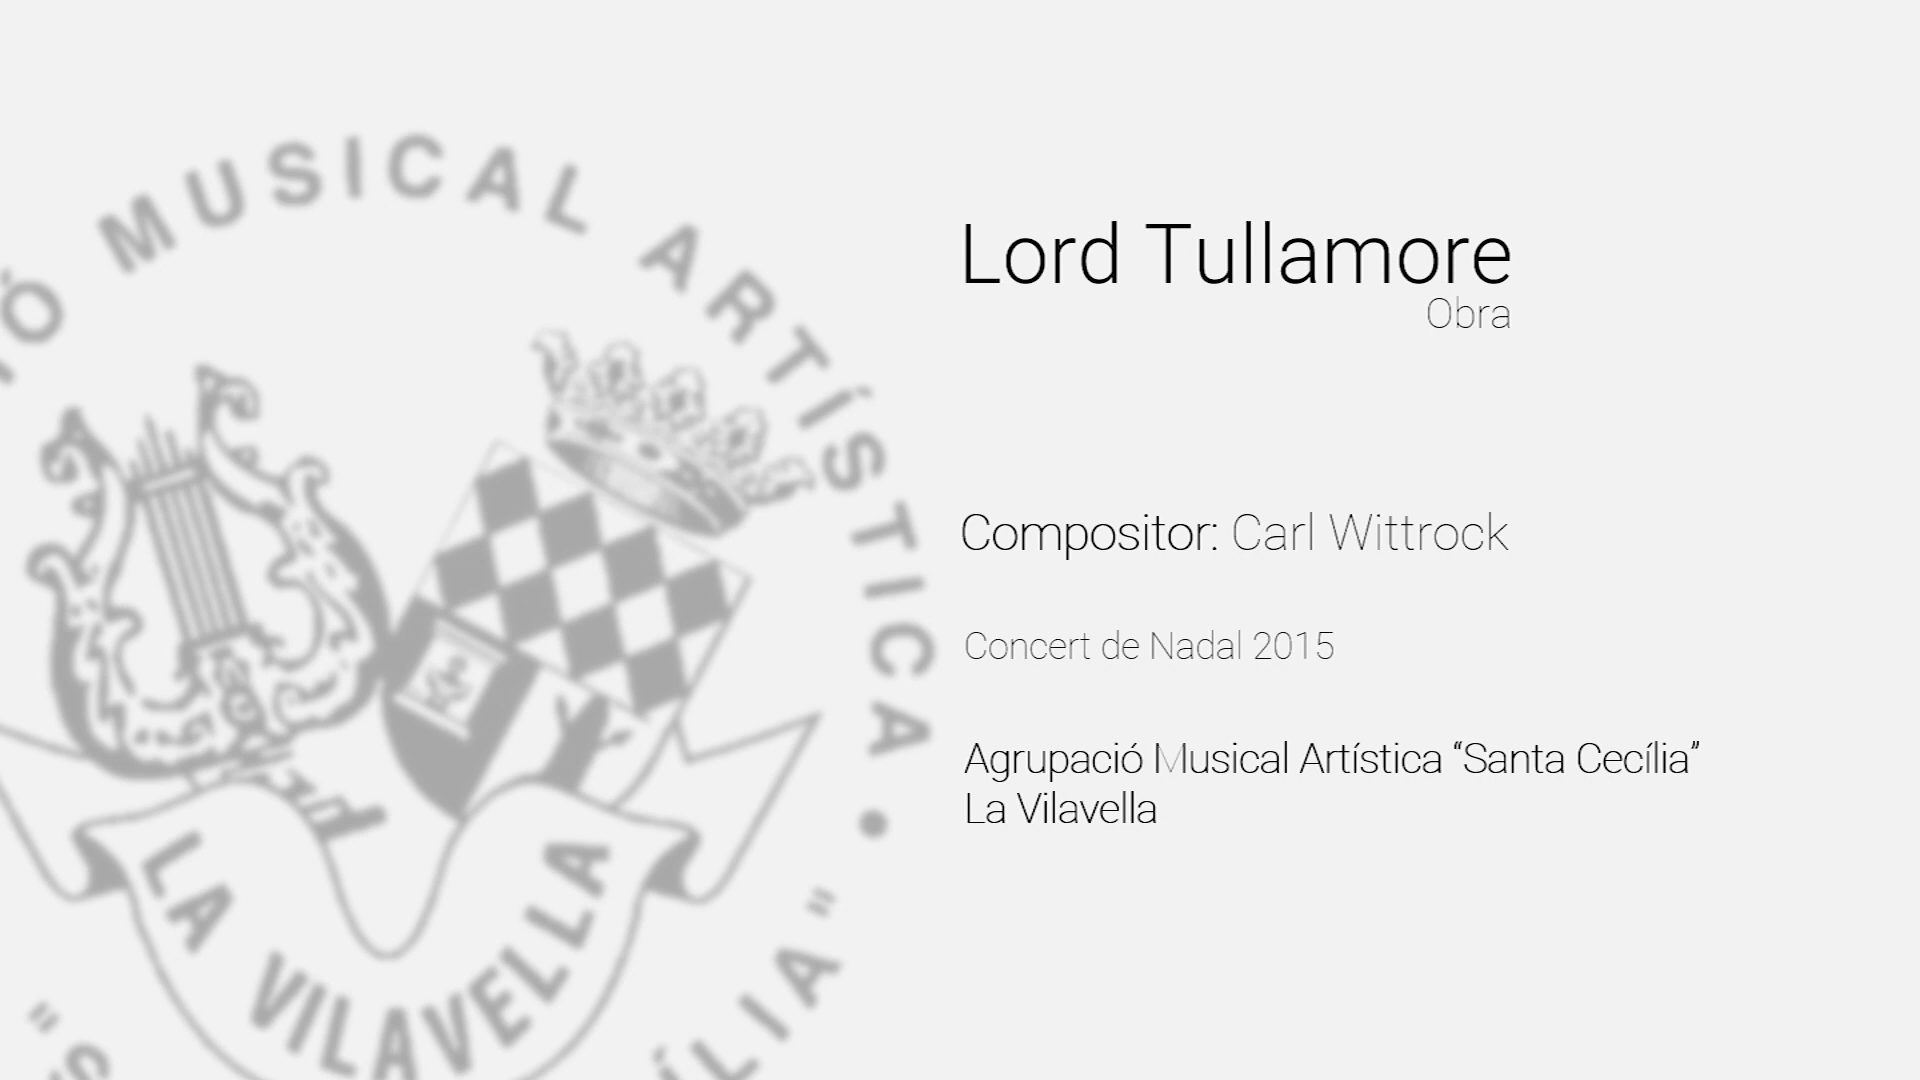 MUSICAL ARTÍSTICA
Lord Tullamore
Obra
Compositor: Carl Wittrock
Concert de Nadal 2015
Agrupació Musical Artística “Santa Cecília”
La Vilavella
LA VILAVELLA